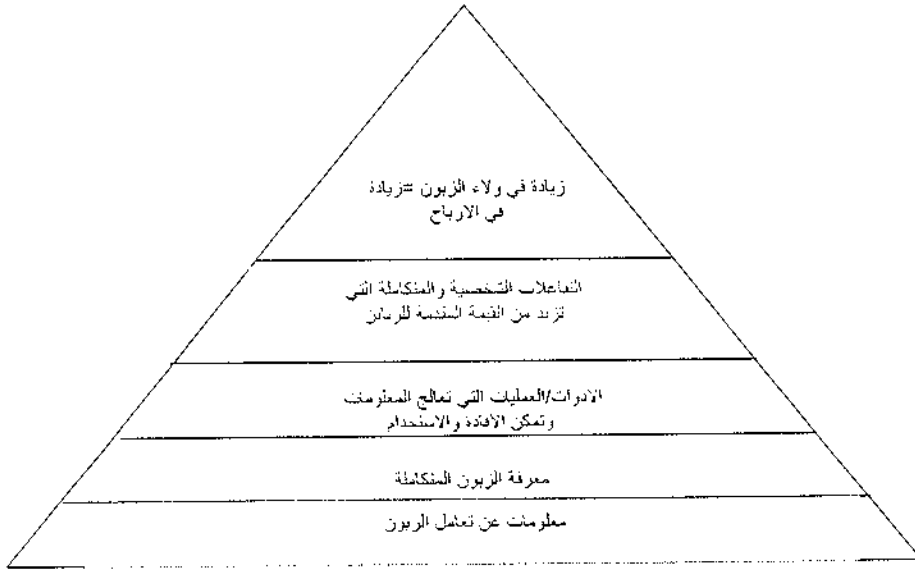 زيادة في ولاء الزبون =زيادة
في الارباح
التفاعلات الشخصية والمتكاملة التي
تزيد من القيمة المقدمة للزبائن
الادوات/العمليات التي تعالج المعلومات
وتمكن الأفادة والاستخدام
معرفة الزبون المتكاملة
معلومات عن تعامل الزبون